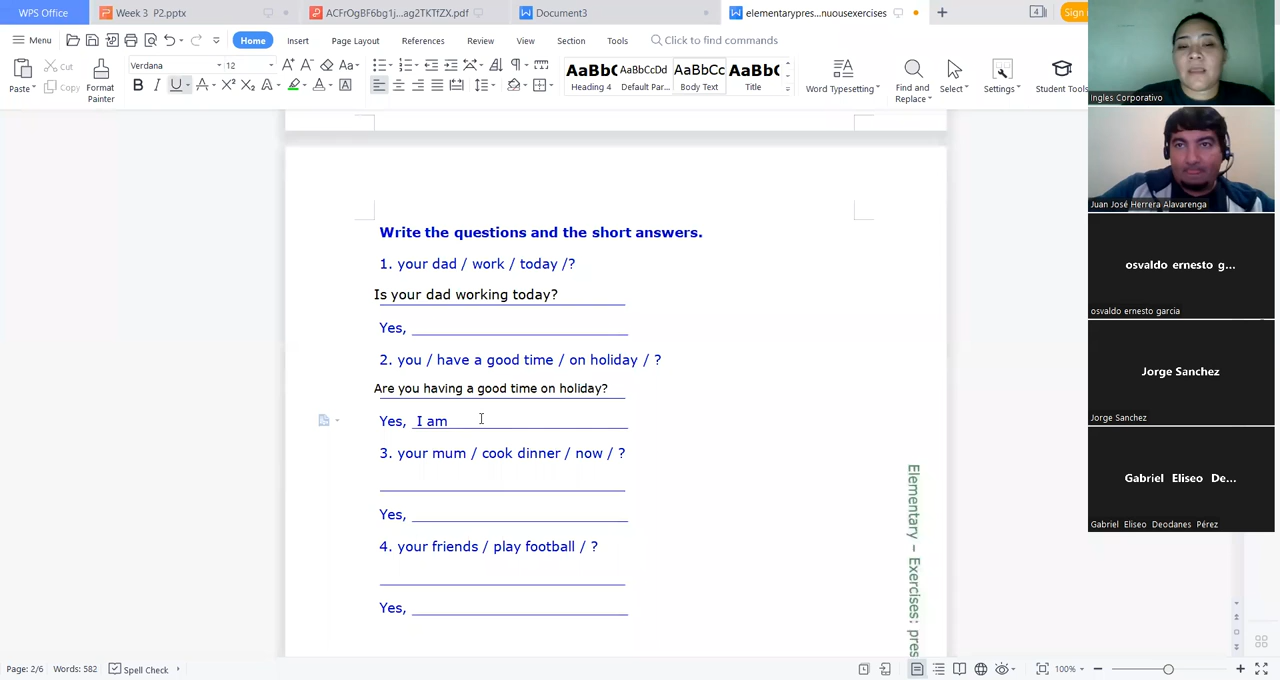 WPS Office
Week 3 P2.pptx
ACFrOgBF6bg1j...ag2TKTfZX.pdf
Document3
elementarypres...nuousexercises
Sign
Menu
Home
Insert
Page Layout
References
Review
View
Section
Tools
Click to find commands
Paste
Cut
Copy
Format Painter
Verdana
12
AaBbC
Heading 4
AaBbCcDd
Default Par...
AaBbCc
Body Text
AaBbC
Title
Word Typesetting
Find and Replace
Select
Settings
Student Tools
Write the questions and the short answers.
1. your dad / work / today /?
Is your dad working today?
Yes, ____
2. you / have a good time / on holiday / ?
Are you having a good time on holiday?
Yes, I am
3. your mum / cook dinner / now / ?
Yes, ____
4. your friends / play football / ?
Yes, ____
Elementary – Exercises: pres
Ingles Corporativo
Juan José Herrera Alavarenga
osvaldo ernesto g...
osvaldo ernesto garcia
Jorge Sanchez
Jorge Sanchez
Gabriel Eliseo De...
Gabriel Eliseo Deodanes Pérez
Page: 2/6
Words: 582
Spell Check
100%